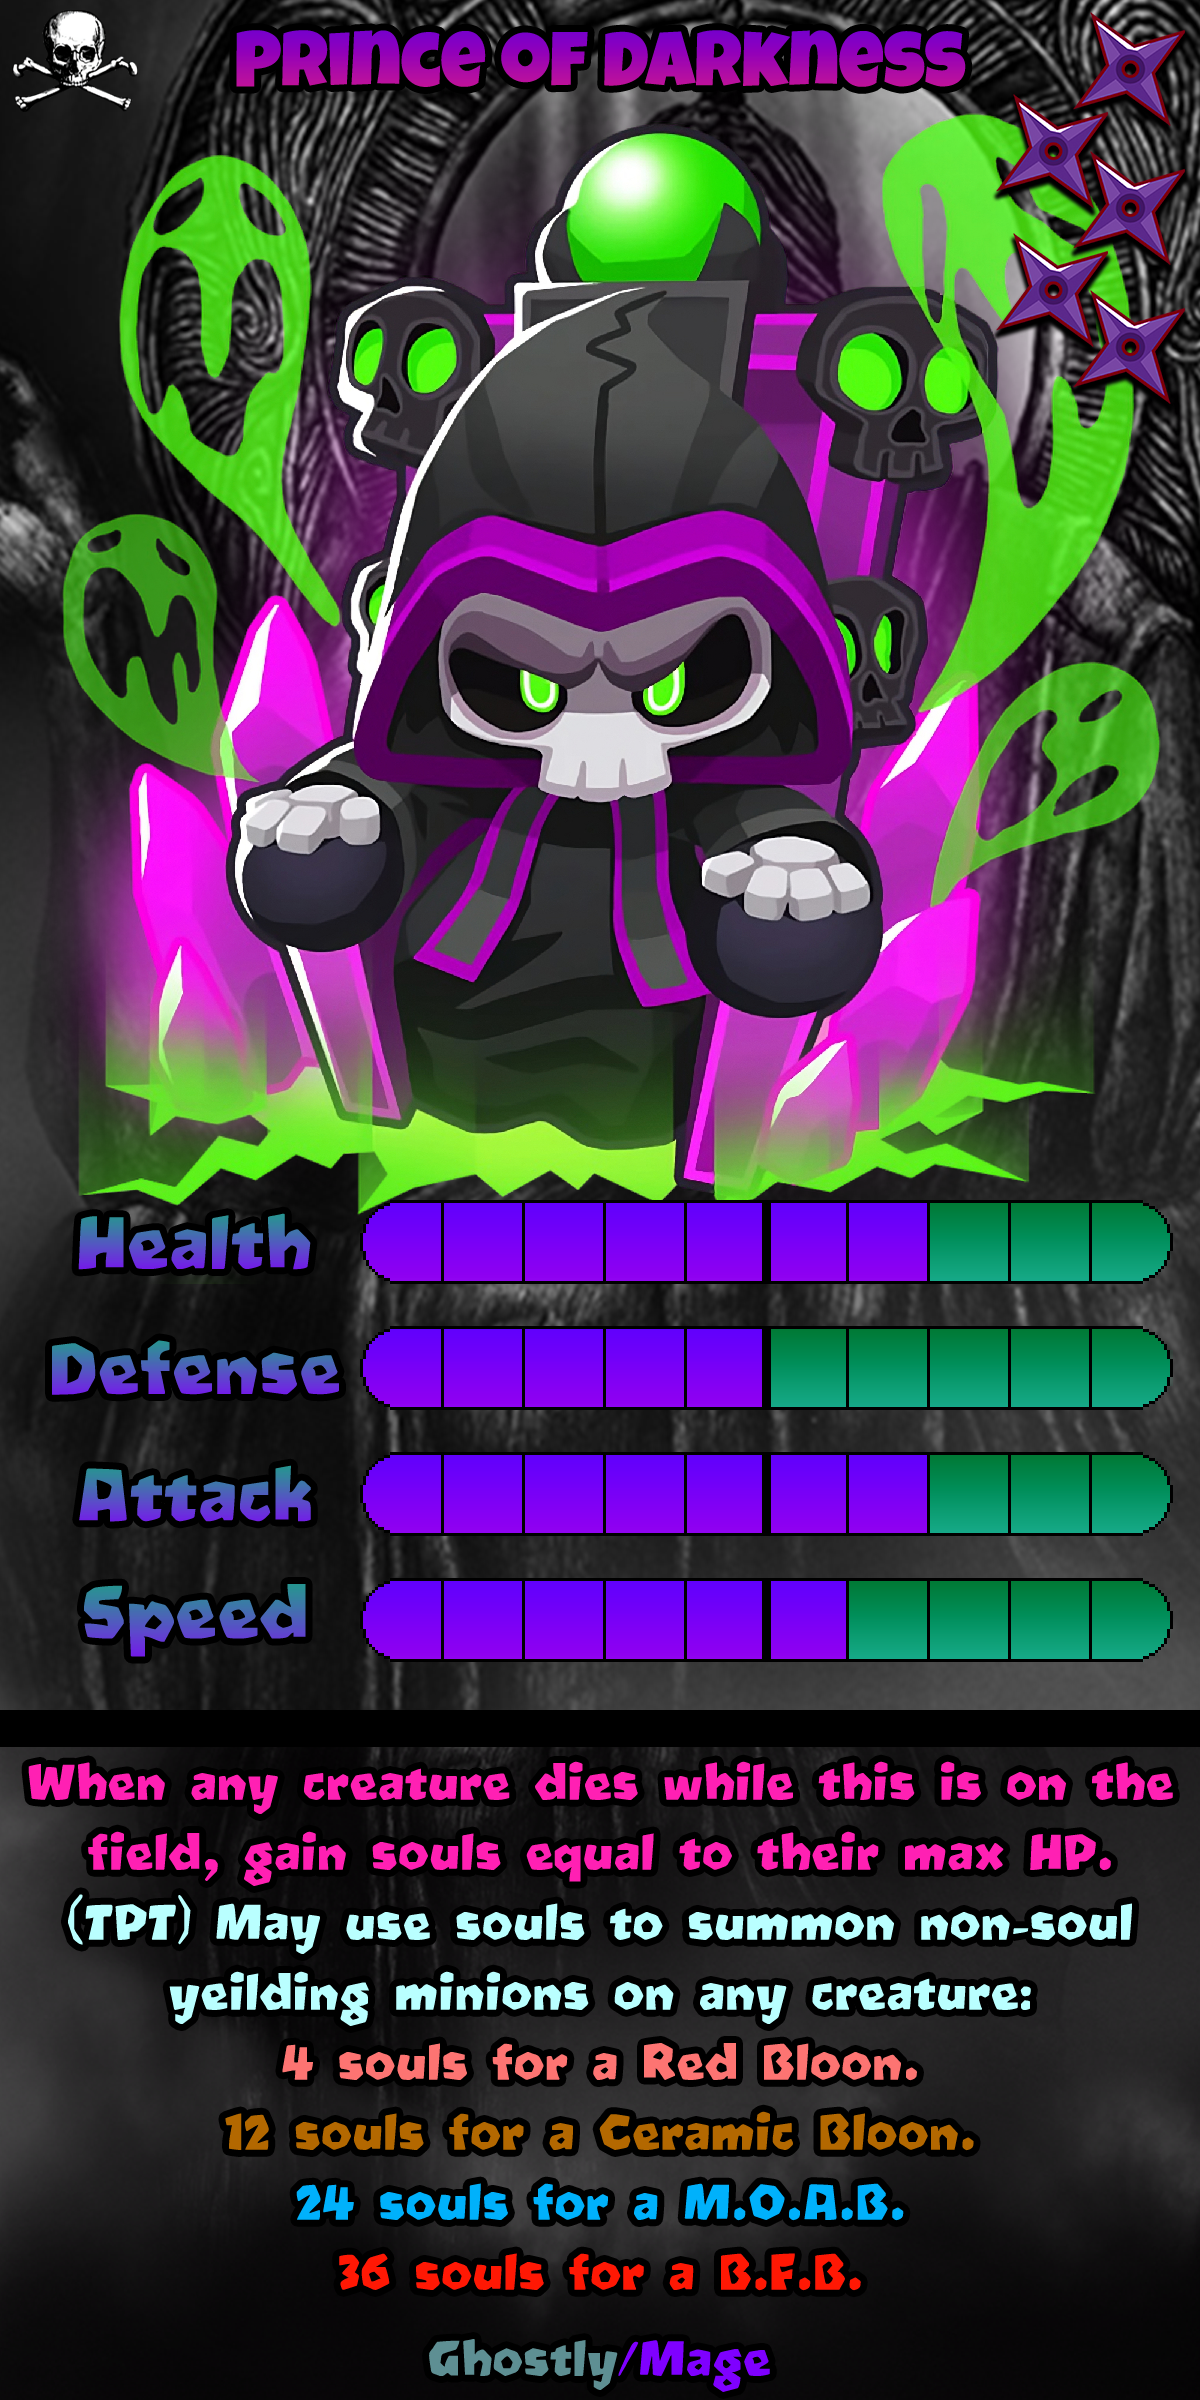 Prince of Darkness
Health
Defense
Attack
Speed
When any creature dies while this is on the
field, gain souls equal to their max HP.
(TPT) May use souls to summon non-soul
yeilding minions on any creature:
4 souls for a Red Bloon.
12 souls for a Ceramic Bloon.
24 souls for a M.O.A.B.
36 souls for a B.F.B.
Ghostly/Mage